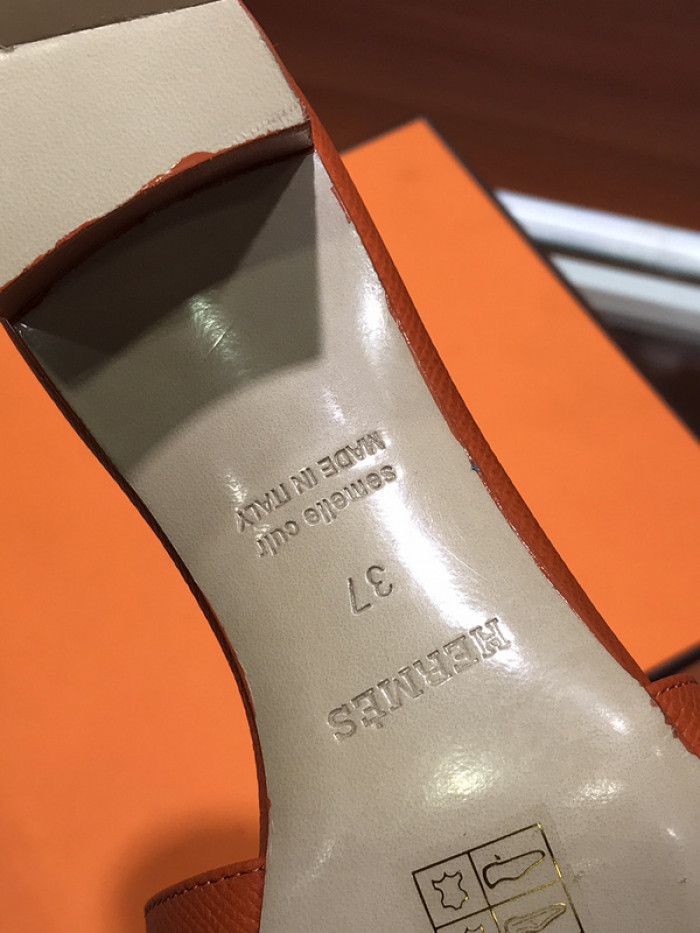 HERMÈS
37
semelle cuir
MADE IN ITALY